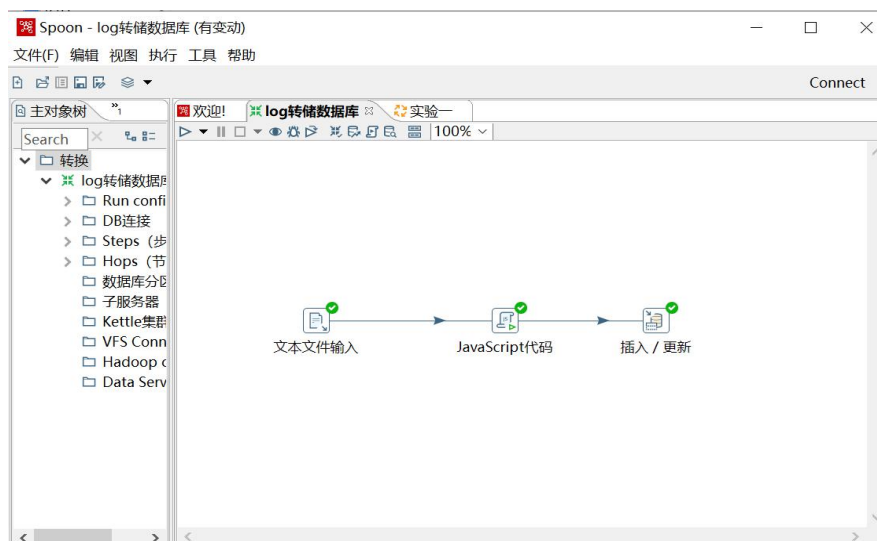 Spoon - log转储数据库 (有变动)
文件(F) 编辑 视图 执行 工具 帮助
Connect
主对象树 »1
欢迎! log转储数据库 实验一
Search
100%
转换
log转储数据库
Run confi
DB连接
Steps（步
Hops（节
数据库分区
子服务器
Kettle集群
VFS Conn
Hadoop c
Data Serv
文本文件输入 JavaScript代码 插入 / 更新